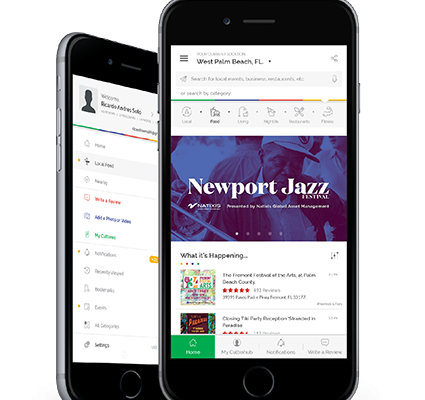 Welcome
Ricardo Andres Soto
Home
Local Feed
Nearby
Write a Review
Add a Photo or Video
My Cultures
Notifications
Recently Viewed
Bookmarks
Events
All Categories
Settings
YOUR CURRENT LOCATION
West Palm Beach, FL.
Search for local events, business, restaurants, etc.
or search by category
Local
Food
Living
Nightlife
Restaurants
Fitness
Newport Jazz
FESTIVAL
NATIXIS
Presented by Natixis Global Asset Management
What it's Happening...
The Fremont Festival of the Arts, at Palm
Beach County.
490 Reviews
Closing Tiki Party Reception 'Shwarded in
Paradise
Home
My Culturhub
Notifications
Write a Review